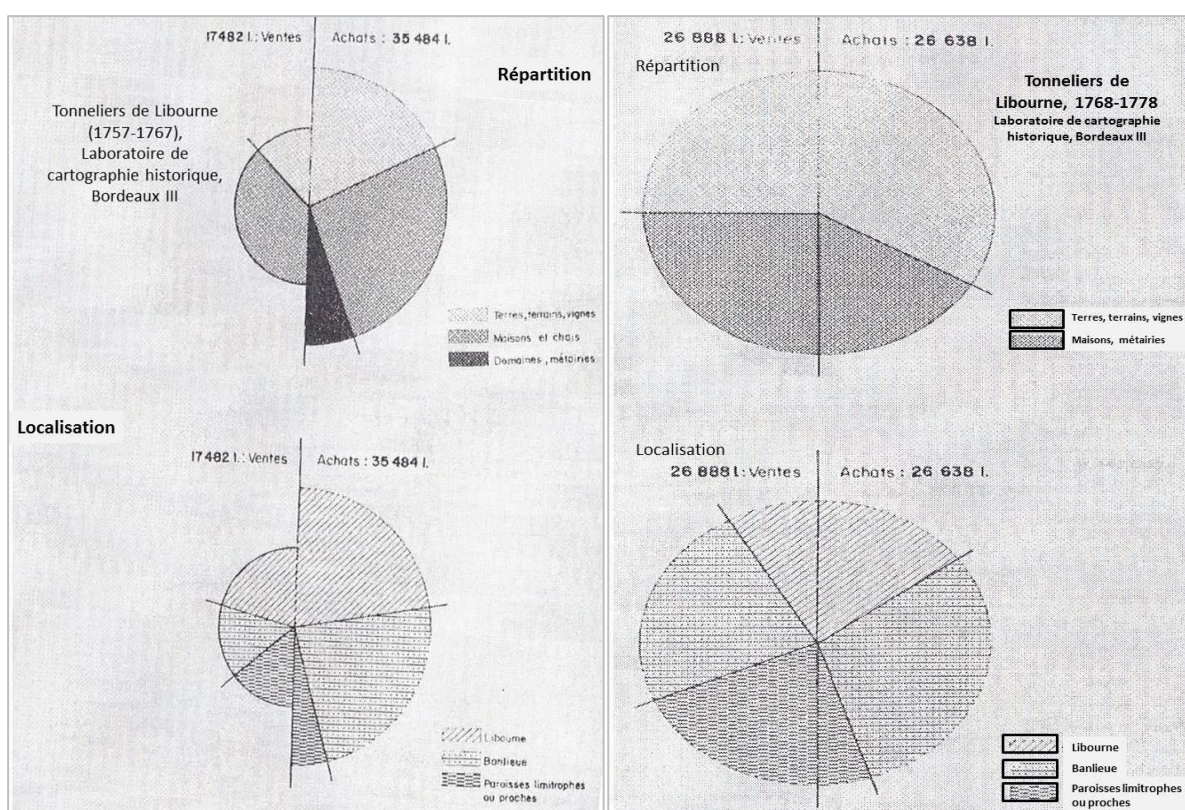 17482 l.: Ventes
Achats: 35 484 l.
Répartition
Tonneliers de Libourne
(1757-1767),
Laboratoire de
cartographie historique,
Bordeaux III
Terres, terrains, vignes
Maisons et chais
Domaines, métairies
Localisation
17482 l.: Ventes
Achats : 35 484 l.
Libourne
Banlieue
Paroisses limitrophes
ou proches
26 888 l.: Ventes
Achats : 26 638 l.
Répartition
Tonneliers de
Libourne, 1768-1778
Laboratoire de cartographie
historique, Bordeaux III
Terres, terrains, vignes
Maisons, métairies
Localisation
26 888 l: Ventes
Achats : 26 638 l.
Libourne
Banlieue
Paroisses limitrophes
ou proches